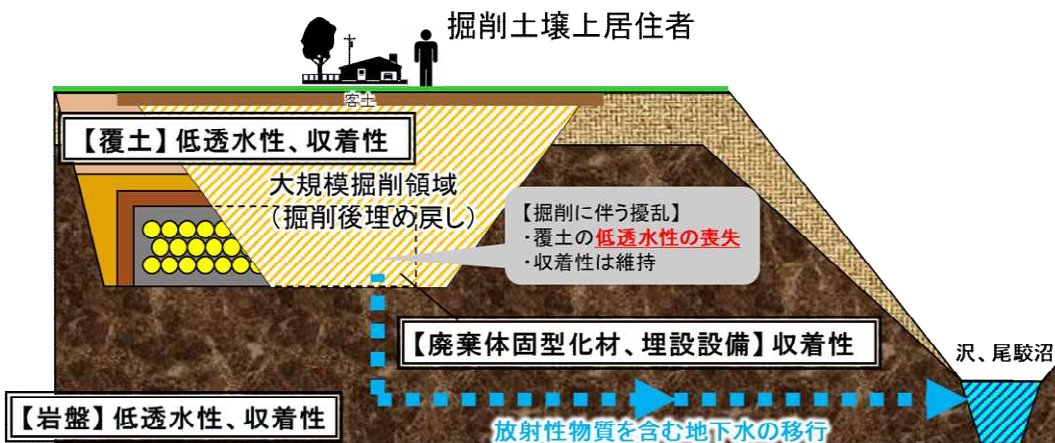 掘削土壌上居住者
客土
【覆土】低透水性、収着性
大規模掘削領域
（掘削後埋め戻し）
【掘削に伴う擾乱】
・覆土の低透水性の喪失
・収着性は維持
【廃棄体固型化材、埋設設備】収着性
沢、尾駮沼
【岩盤】低透水性、収着性
放射性物質を含む地下水の移行